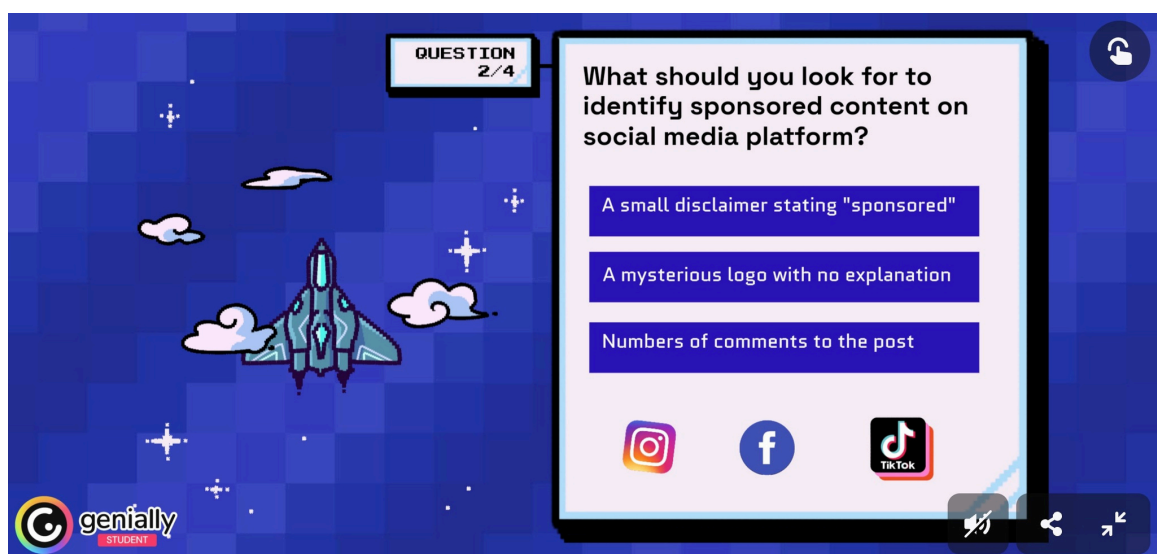 QUESTION
2/4
What should you look for to
identify sponsored content on
social media platform?
A small disclaimer stating "sponsored"
A mysterious logo with no explanation
Numbers of comments to the post
TikTok
genially
STUDENT